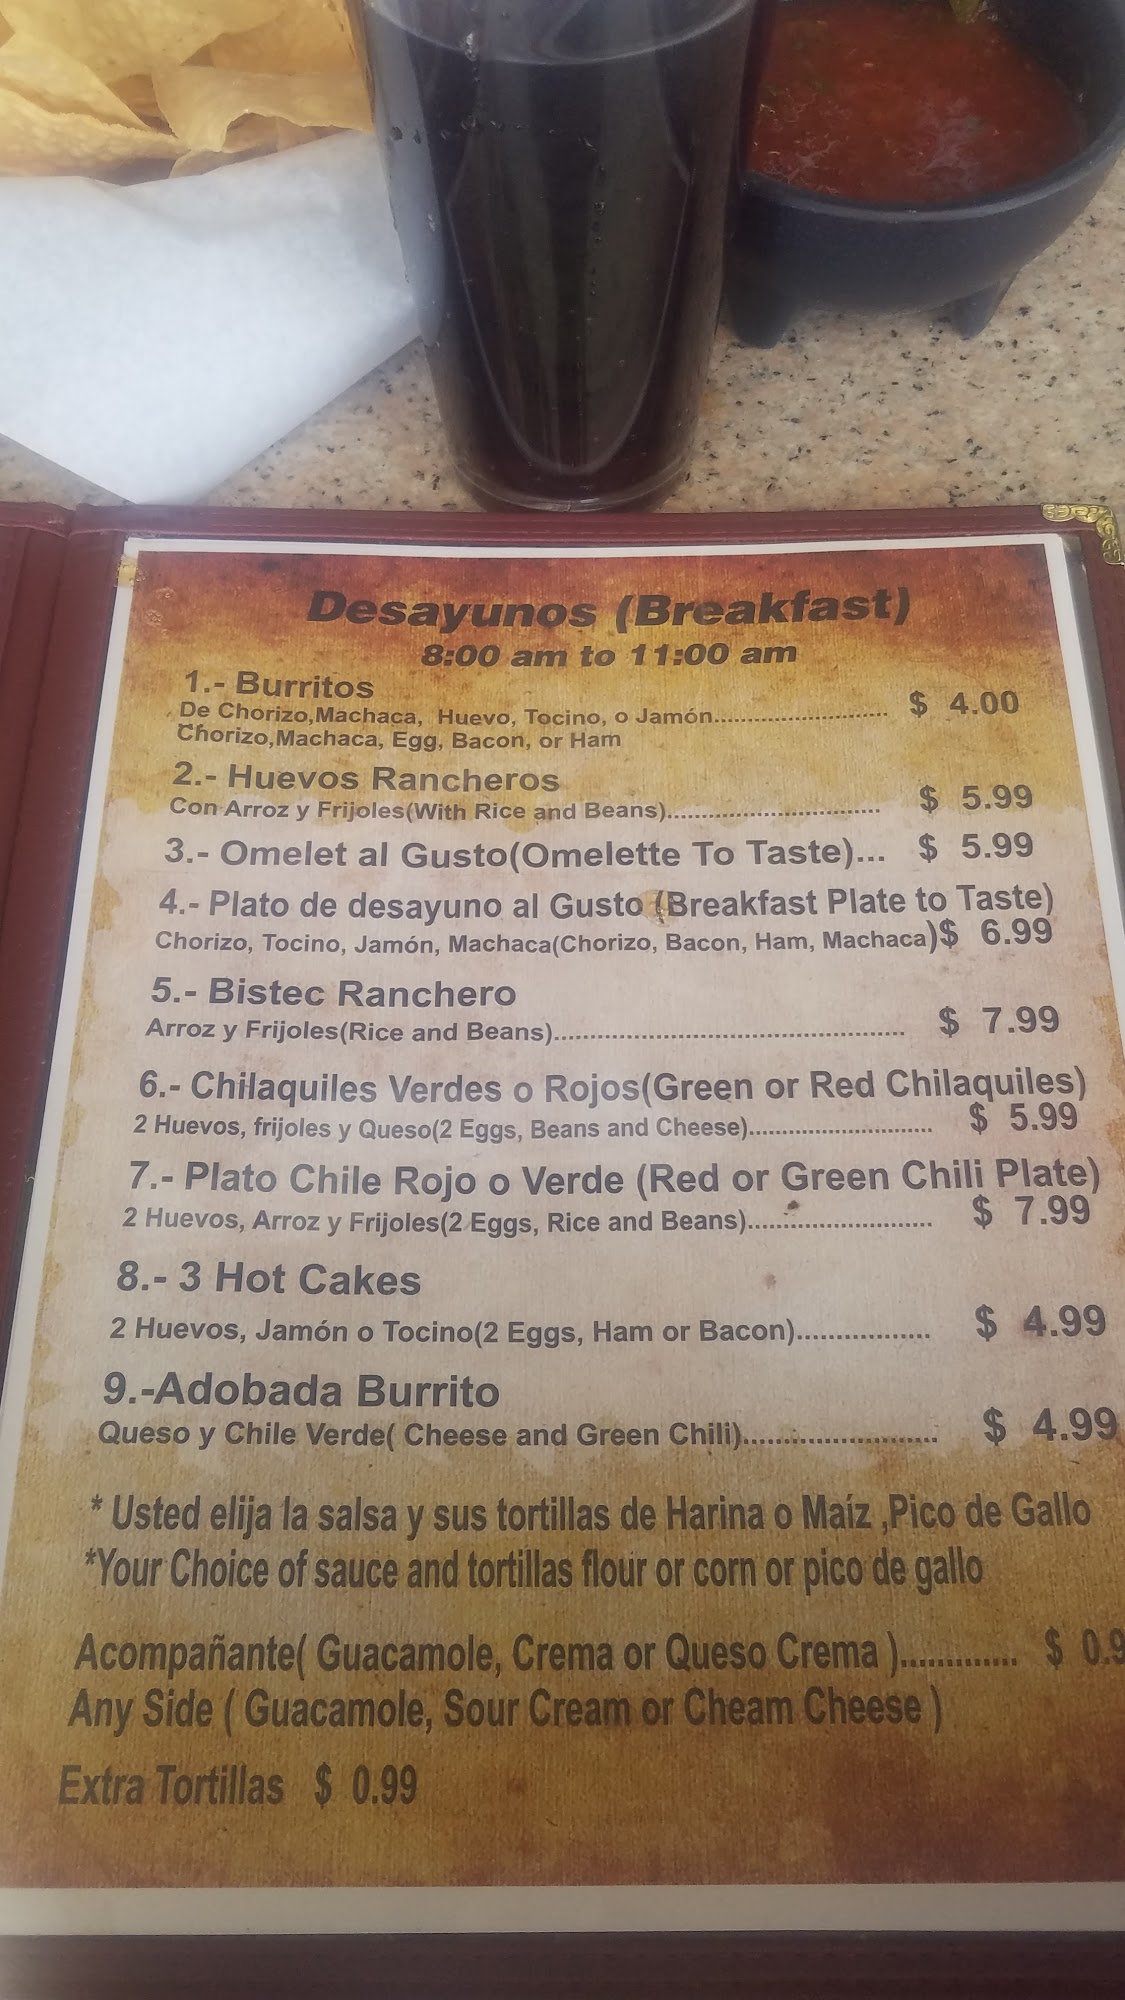 Desayunos (Breakfast)
8:00 am to 11:00 am
1.- Burritos
De Chorizo,Machaca, Huevo, Tocino, o Jamón.......................... $ 4.00
Chorizo,Machaca, Egg, Bacon, or Ham
2.- Huevos Rancheros
Con Arroz y Frijoles(With Rice and Beans)............................... $ 5.99
3.- Omelet al Gusto(Omelette To Taste)... $ 5.99
4.- Plato de desayuno al Gusto (Breakfast Plate to Taste)
Chorizo, Tocino, Jamón, Machaca(Chorizo, Bacon, Ham, Machaca)$ 6.99
5.- Bistec Ranchero
Arroz y Frijoles(Rice and Beans)................................................... $ 7.99
6.- Chilaquiles Verdes o Rojos(Green or Red Chilaquiles)
2 Huevos, frijoles y Queso(2 Eggs, Beans and Cheese)............................ $ 5.99
7.- Plato Chile Rojo o Verde (Red or Green Chili Plate)
2 Huevos, Arroz y Frijoles(2 Eggs, Rice and Beans)........................... $ 7.99
8.- 3 Hot Cakes
2 Huevos, Jamón o Tocino(2 Eggs, Ham or Bacon)................. $ 4.99
9.-Adobada Burrito
Queso y Chile Verde( Cheese and Green Chili)......................... $ 4.99
* Usted elija la salsa y sus tortillas de Harina o Maíz ,Pico de Gallo
*Your Choice of sauce and tortillas flour or corn or pico de gallo
Acompañante( Guacamole, Crema or Queso Crema )............. $ 0.9
Any Side ( Guacamole, Sour Cream or Cheam Cheese )
Extra Tortillas $ 0.99